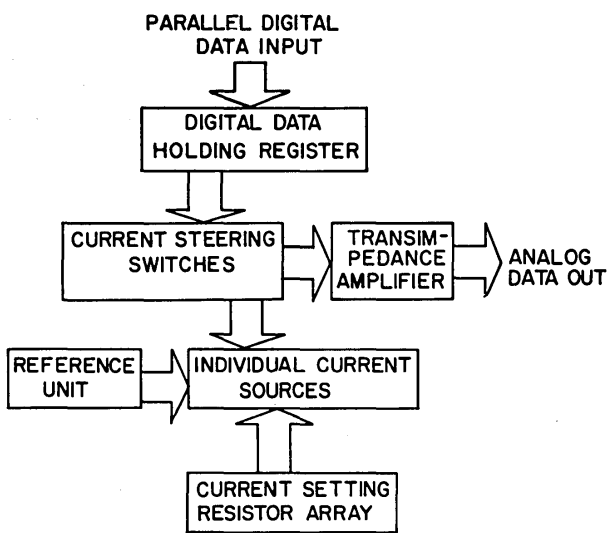 PARALLEL DIGITAL
DATA INPUT
DIGITAL DATA
HOLDING REGISTER
CURRENT STEERING
SWITCHES
TRANSIM-
PEDANCE
AMPLIFIER
ANALOG
DATA OUT
REFERENCE
UNIT
INDIVIDUAL CURRENT
SOURCES
CURRENT SETTING
RESISTOR ARRAY